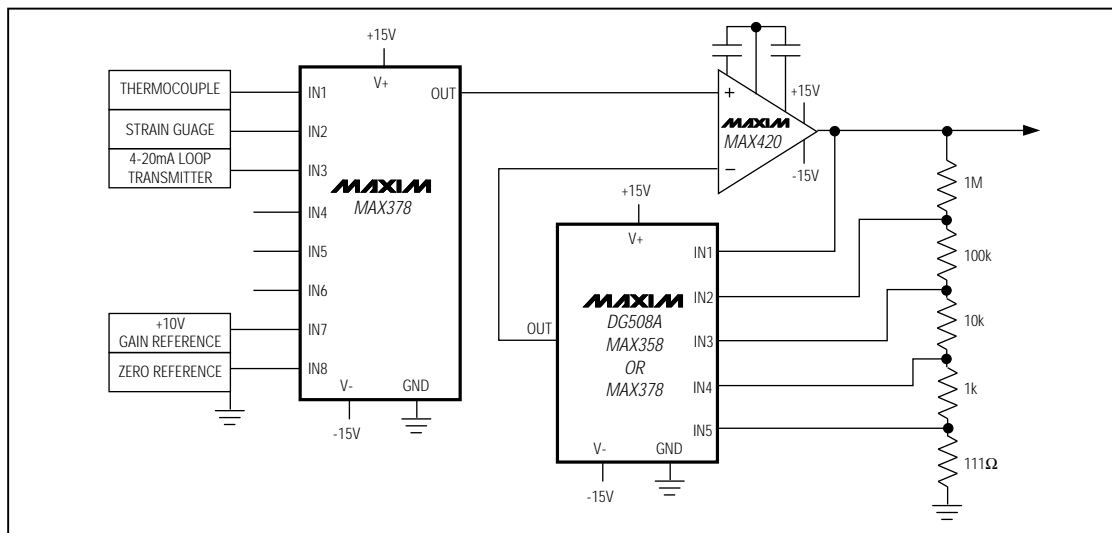 +15V
V+
THERMOCOUPLE
STRAIN GUAGE
4-20mA LOOP
TRANSMITTER
+10V
GAIN REFERENCE
ZERO REFERENCE
IN1
IN2
IN3
IN4
IN5
IN6
IN7
IN8
OUT
MAXIM
MAX378
V-
GND
-15V
+
−
MAXIM
MAX420
+15V
-15V
+15V
V+
OUT
MAXIM
DG508A
MAX358
OR
MAX378
IN1
IN2
IN3
IN4
IN5
V-
GND
-15V
1M
100k
10k
1k
111Ω